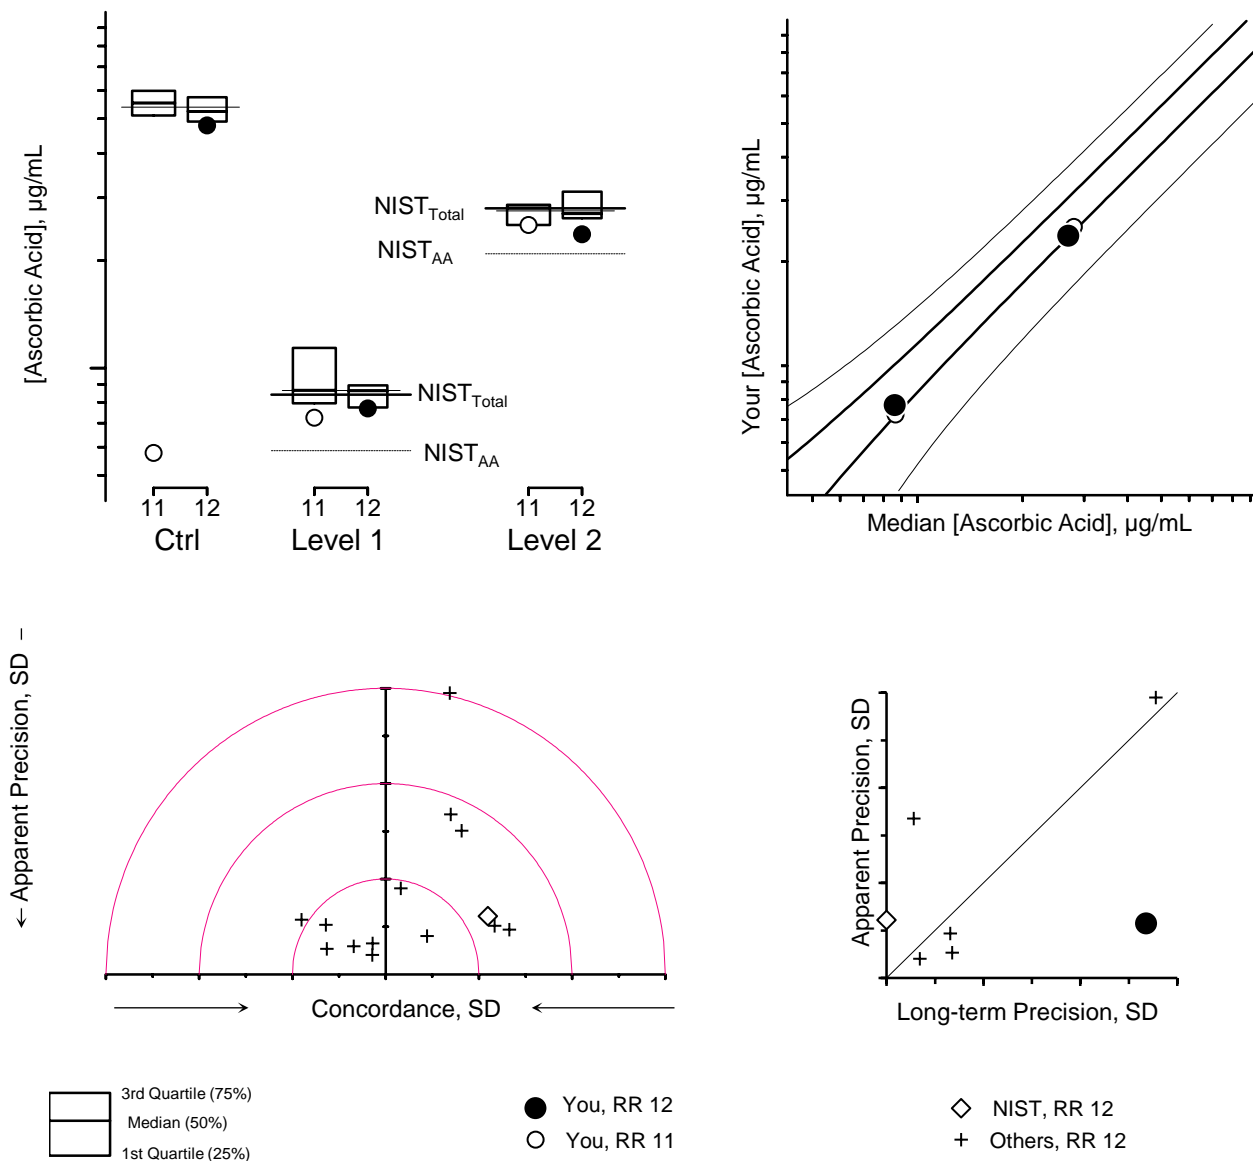 [Ascorbic Acid], µg/mL
NIST_Total
NIST_AA
NIST_Total
NIST_AA
11 12 11 12 11 12
Ctrl Level 1 Level 2
Your [Ascorbic Acid], µg/mL
Median [Ascorbic Acid], µg/mL
← Apparent Precision, SD –
Concordance, SD
Apparent Precision, SD
Long-term Precision, SD
3rd Quartile (75%)
Median (50%)
1st Quartile (25%)
You, RR 12
You, RR 11
NIST, RR 12
Others, RR 12